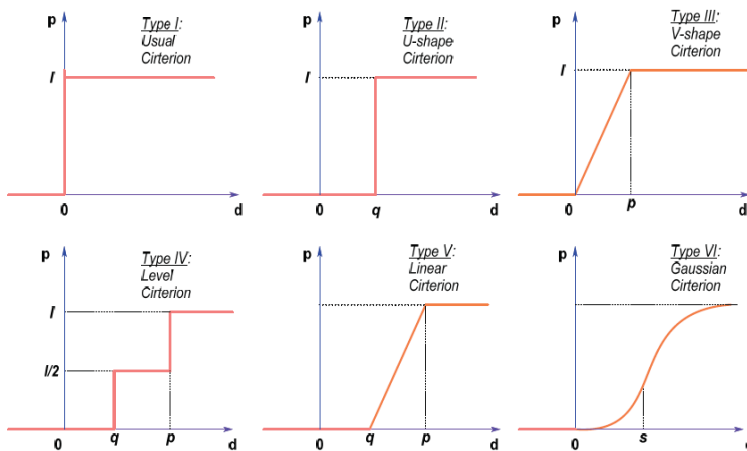 p
Type I:
Usual
Cirterion
l
0
d
p
Type II:
U-shape
Cirterion
l
0
q
d
p
Type III:
V-shape
Cirterion
l
0
p
d
p
Type IV:
Level
Cirterion
l
l/2
0
q
p
d
p
Type V:
Linear
Cirterion
0
q
p
d
p
Type VI:
Gaussian
Cirterion
0
s